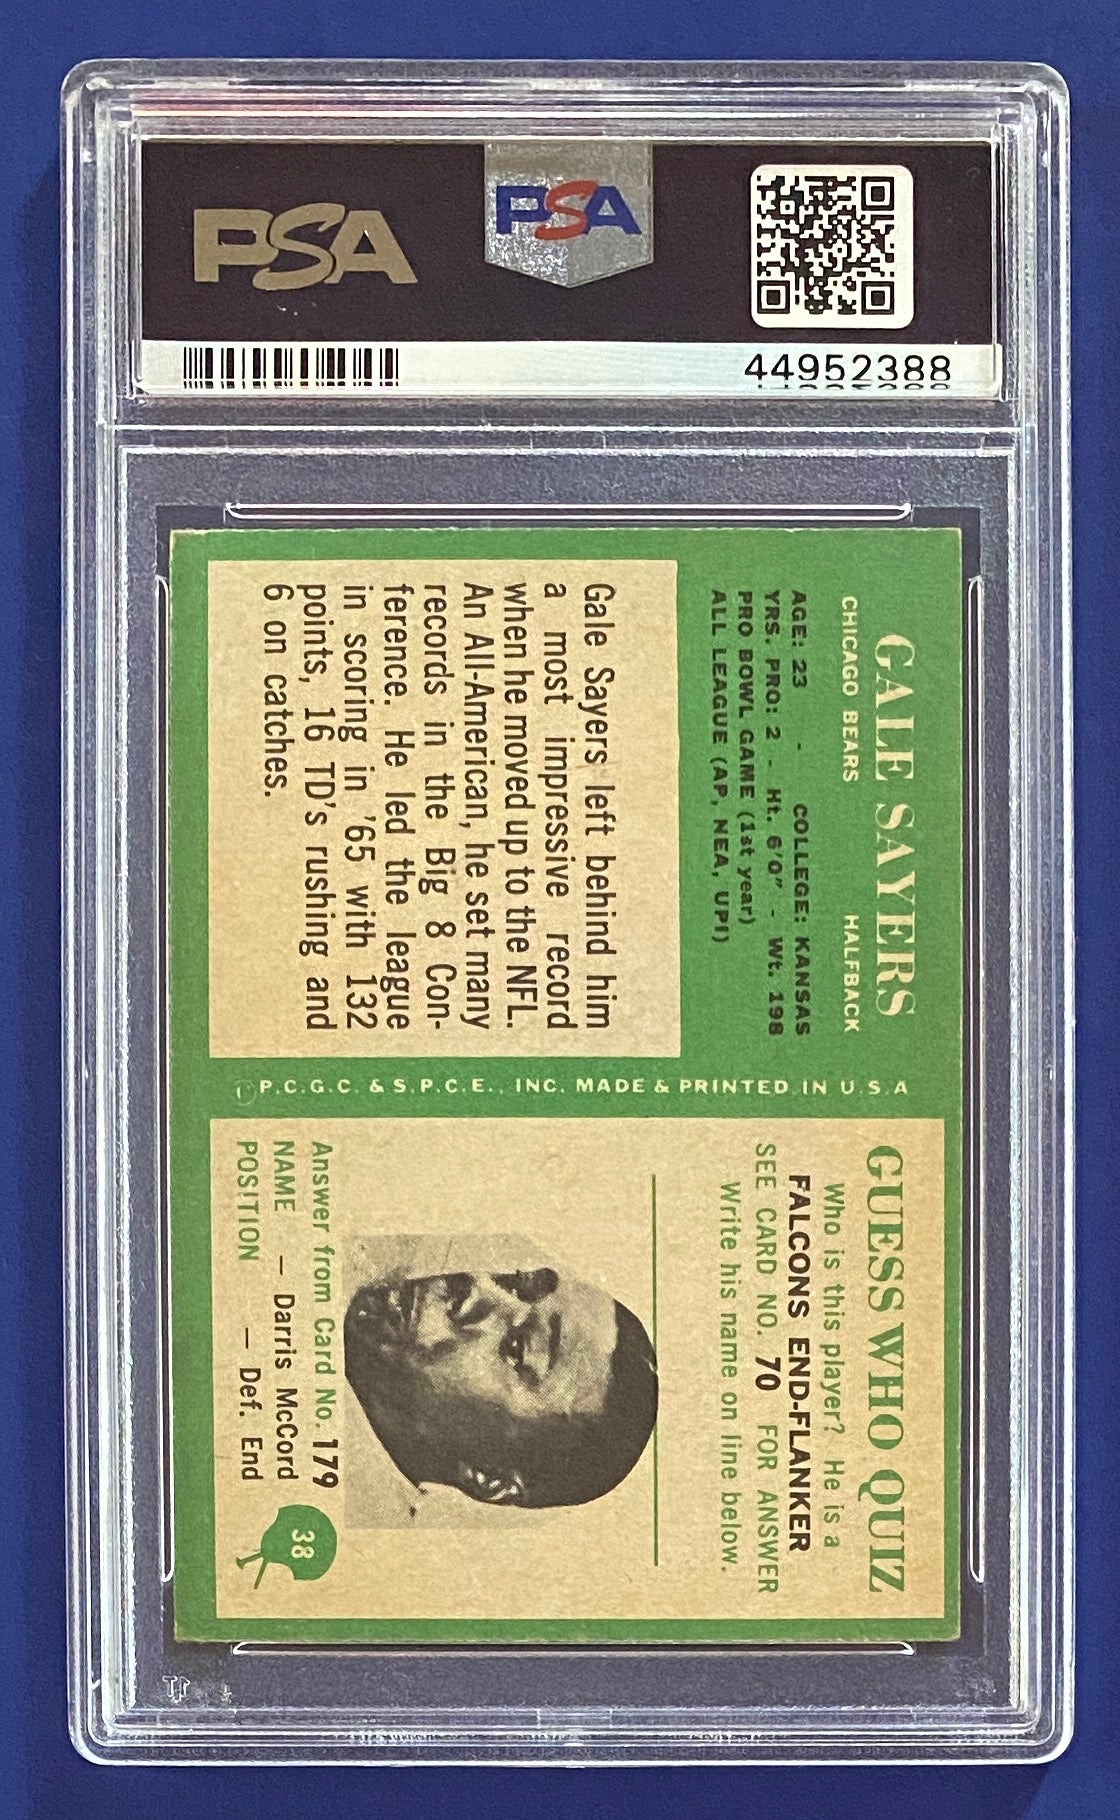 PSA
PSA
44952388
GALE SAYERS
CHICAGO BEARS HALFBACK
AGE: 23 - COLLEGE: KANSAS
YRS. PRO: 2 - Ht. 6'0" - Wt. 198
PRO BOWL GAME (1st year)
ALL LEAGUE (AP, NEA, UPI)
Gale Sayers left behind him
a most impressive record
when he moved up to the NFL.
An All-American, he set many
records in the Big 8 Con-
ference. He led the league
in scoring in '65 with 132
points, 16 TD's rushing and
6 on catches.
©P.C.G.C. & S.P.C.E., INC. MADE & PRINTED IN U.S.A
GUESS WHO QUIZ
Who is this player? He is a
FALCONS END-FLANKER
SEE CARD NO. 70 FOR ANSWER
Write his name on line below.
Answer from Card No. 179
NAME — Darris McCord
POSITION — Def. End
38